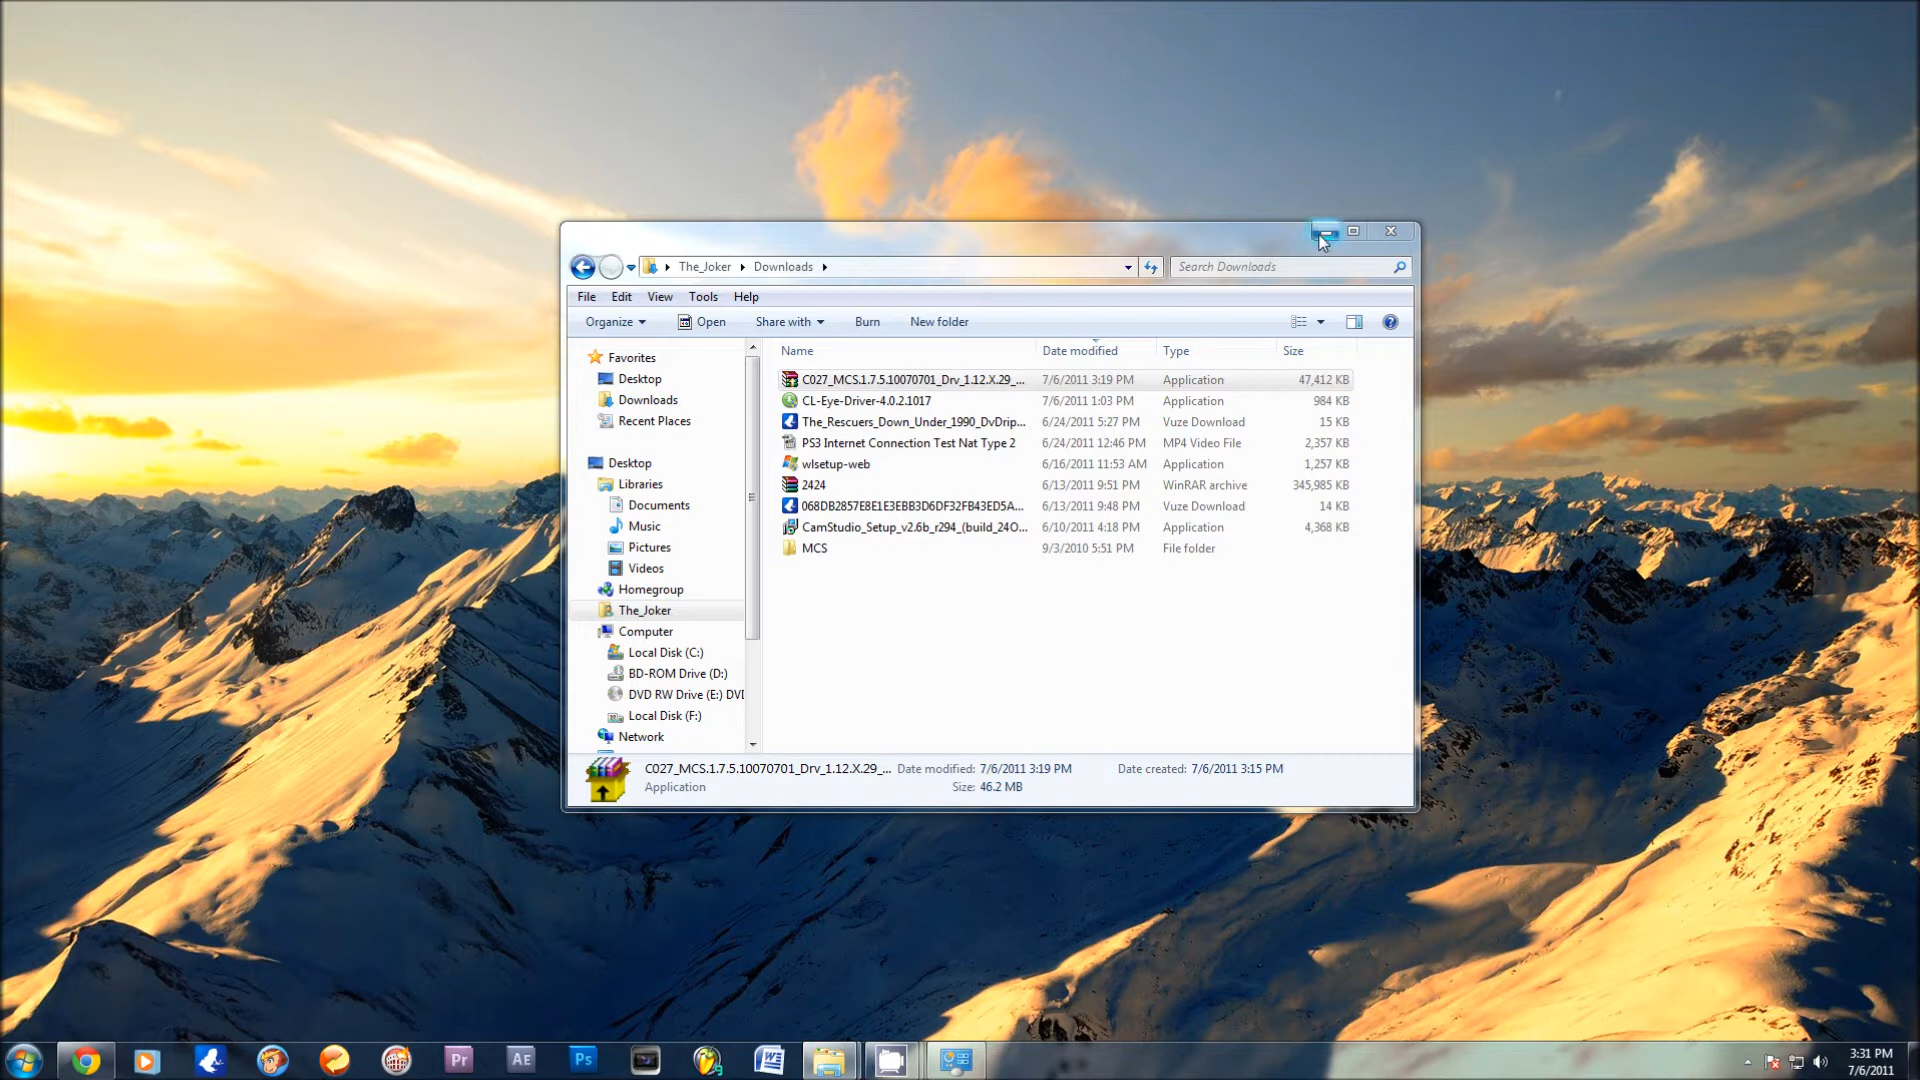 The_Joker Downloads
Search Downloads
File Edit View Tools Help
Organize Open Share with Burn New folder
Name Date modified Type Size
Favorites
Desktop
Downloads
Recent Places
Desktop
Libraries
Documents
Music
Pictures
Videos
Homegroup
The_Joker
Computer
Local Disk (C:)
BD-ROM Drive (D:)
DVD RW Drive (E:) DVD
Local Disk (F:)
Network
C027_MCS.1.7.5.10070701_Drv_1.12.X.29_... 7/6/2011 3:19 PM Application 47,412 KB
CL-Eye-Driver-4.0.2.1017 7/6/2011 1:03 PM Application 984 KB
The_Rescuers_Down_Under_1990_DvDrip... 6/24/2011 5:27 PM Vuze Download 15 KB
PS3 Internet Connection Test Nat Type 2 6/24/2011 12:46 PM MP4 Video File 2,357 KB
wlsetup-web 6/16/2011 11:53 AM Application 1,257 KB
2424 6/13/2011 9:51 PM WinRAR archive 345,985 KB
068DB2857E8E1E3EBB3D6DF32FB43ED5A... 6/13/2011 9:48 PM Vuze Download 14 KB
CamStudio_Setup_v2.6b_r294_(build_24O... 6/10/2011 4:18 PM Application 4,368 KB
MCS 9/3/2010 5:51 PM File folder
C027_MCS.1.7.5.10070701_Drv_1.12.X.29_... Date modified: 7/6/2011 3:19 PM Date created: 7/6/2011 3:15 PM
Application Size: 46.2 MB
Pr AE Ps W
3:31 PM
7/6/2011